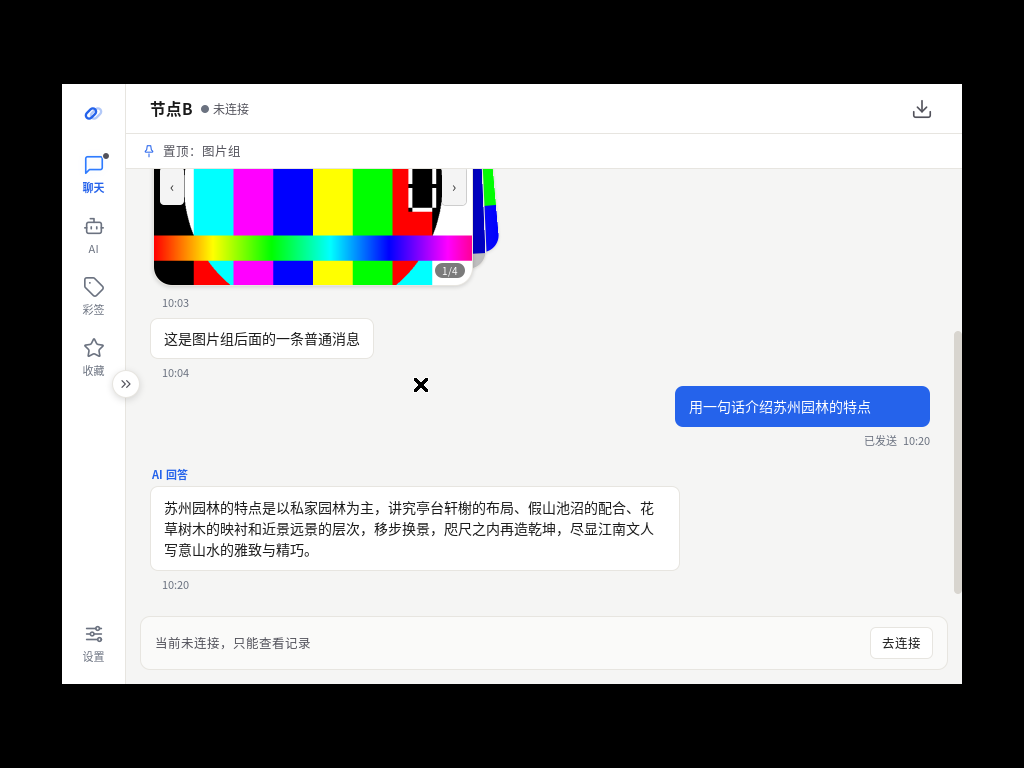 节点B
未连接
置顶：图片组
聊天
AI
彩签
收藏
设置
‹
›
1/4
10:03
这是图片组后面的一条普通消息
10:04
用一句话介绍苏州园林的特点
已发送 10:20
AI 回答
苏州园林的特点是以私家园林为主，讲究亭台轩榭的布局、假山池沼的配合、花
草树木的映衬和近景远景的层次，移步换景，咫尺之内再造乾坤，尽显江南文人
写意山水的雅致与精巧。
10:20
当前未连接，只能查看记录
去连接